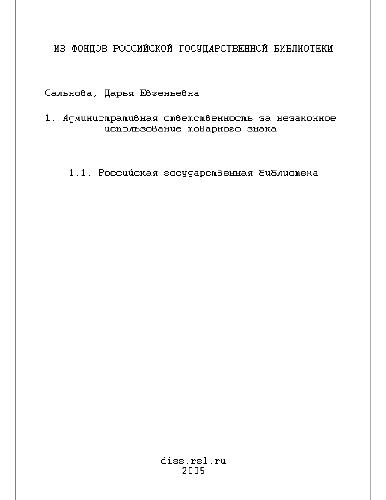 ИЗ ФОНДОВ РОССИЙСКОЙ ГОСУДАРСТВЕННОЙ БИБЛИОТЕКИ
Сальнова, Дарья Евгеньевна
1. Административная ответственность за незаконное
использование товарного знака
1.1. Российская государственная библиотека
diss.rsl.ru
2005